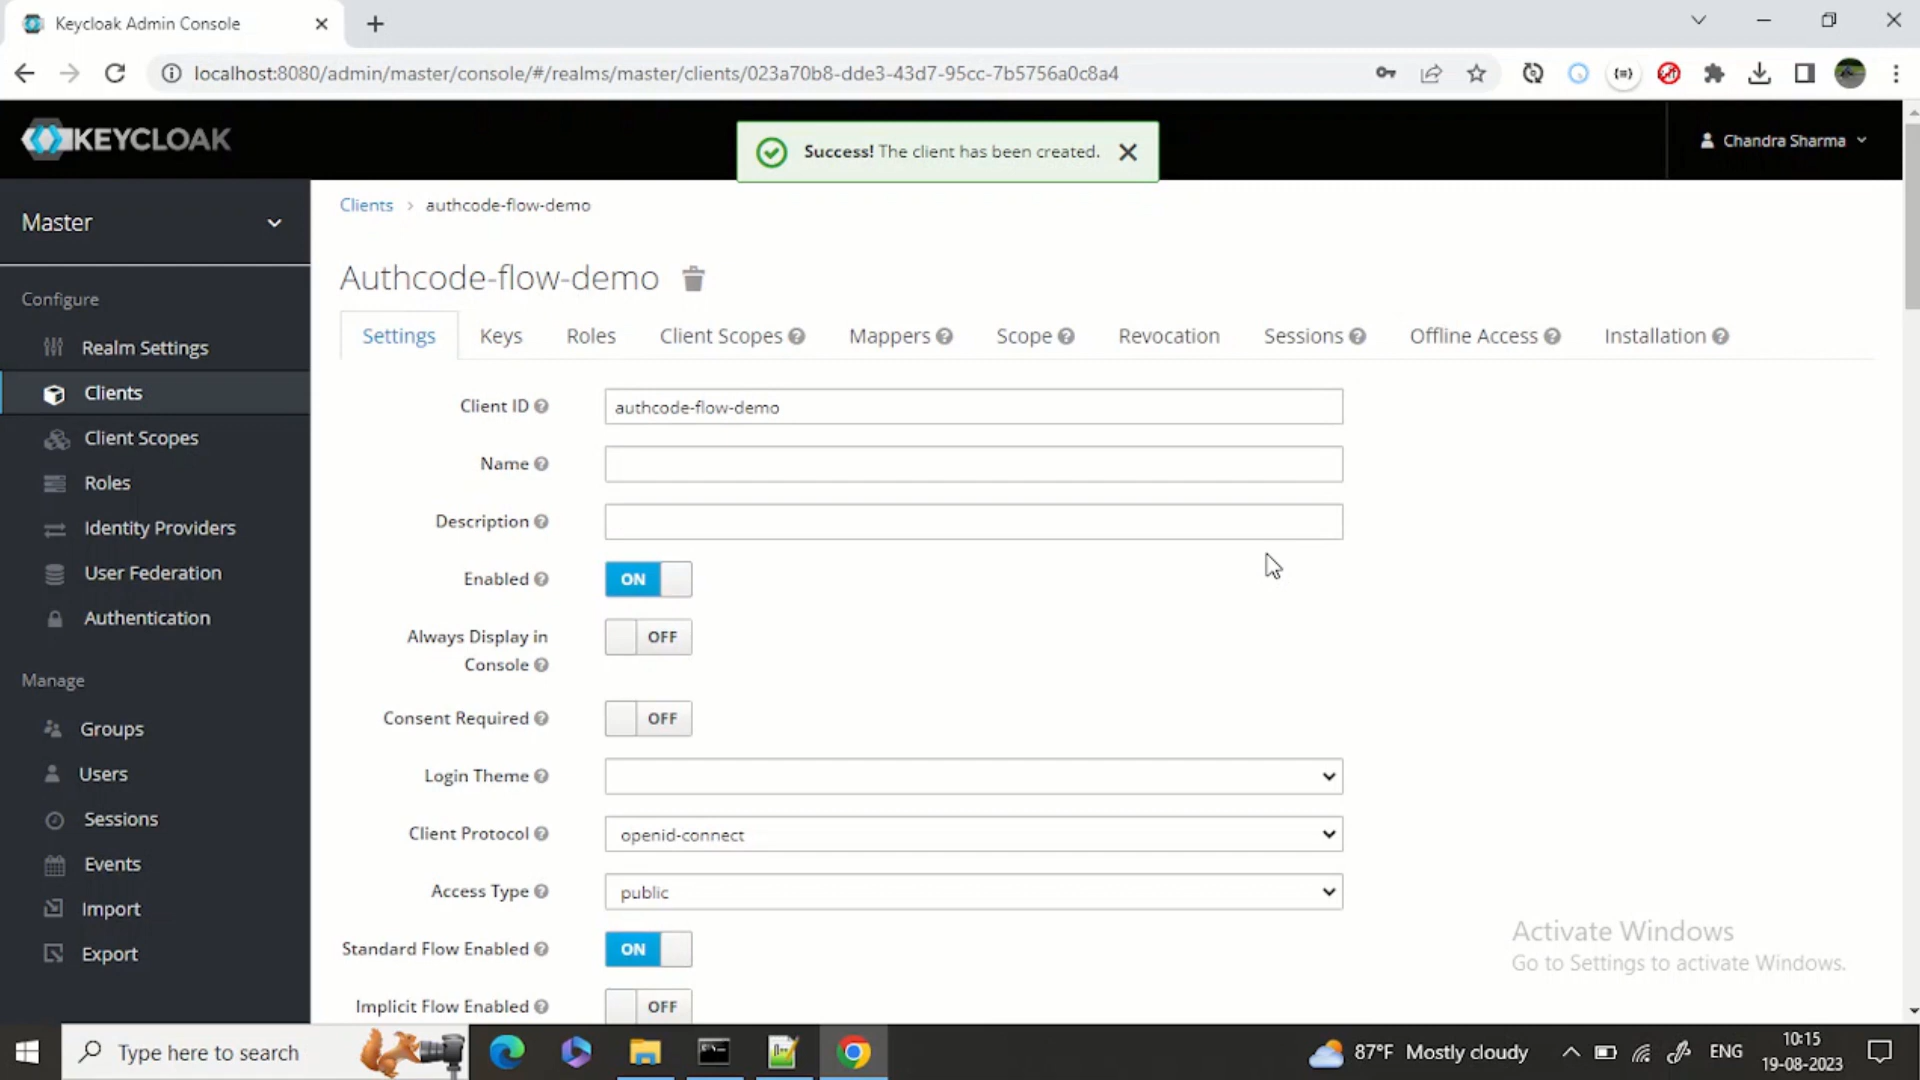 Keycloak Admin Console
localhost:8080/admin/master/console/#/realms/master/clients/023a70b8-dde3-43d7-95cc-7b5756a0c8a4
KEYCLOAK
Success! The client has been created.
Chandra Sharma
Master
Configure
Realm Settings
Clients
Client Scopes
Roles
Identity Providers
User Federation
Authentication
Manage
Groups
Users
Sessions
Events
Import
Export
Clients > authcode-flow-demo
Authcode-flow-demo
Settings Keys Roles Client Scopes Mappers Scope Revocation Sessions Offline Access Installation
Client ID authcode-flow-demo
Name
Description
Enabled ON
Always Display in
Console OFF
Consent Required OFF
Login Theme
Client Protocol openid-connect
Access Type public
Standard Flow Enabled ON
Implicit Flow Enabled OFF
Activate Windows
Go to Settings to activate Windows.
Type here to search
87°F Mostly cloudy
ENG
10:15
19-08-2023